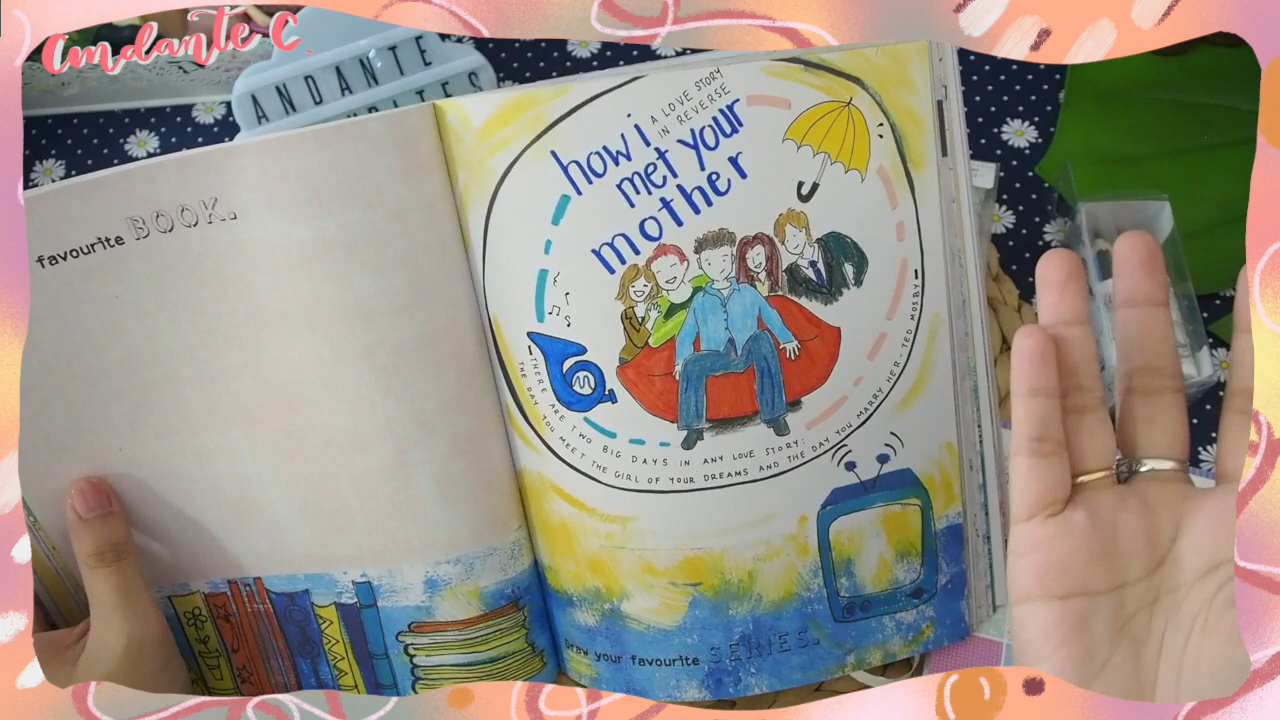 andante C.
ANDANTE
favourite BOOK.
how i
A LOVE STORY
IN REVERSE
met your
mother
THERE ARE TWO BIG DAYS IN ANY LOVE STORY:
THE DAY YOU MEET THE GIRL OF YOUR DREAMS AND THE DAY YOU MARRY HER - TED MOSBY
Draw your favourite SERIES.